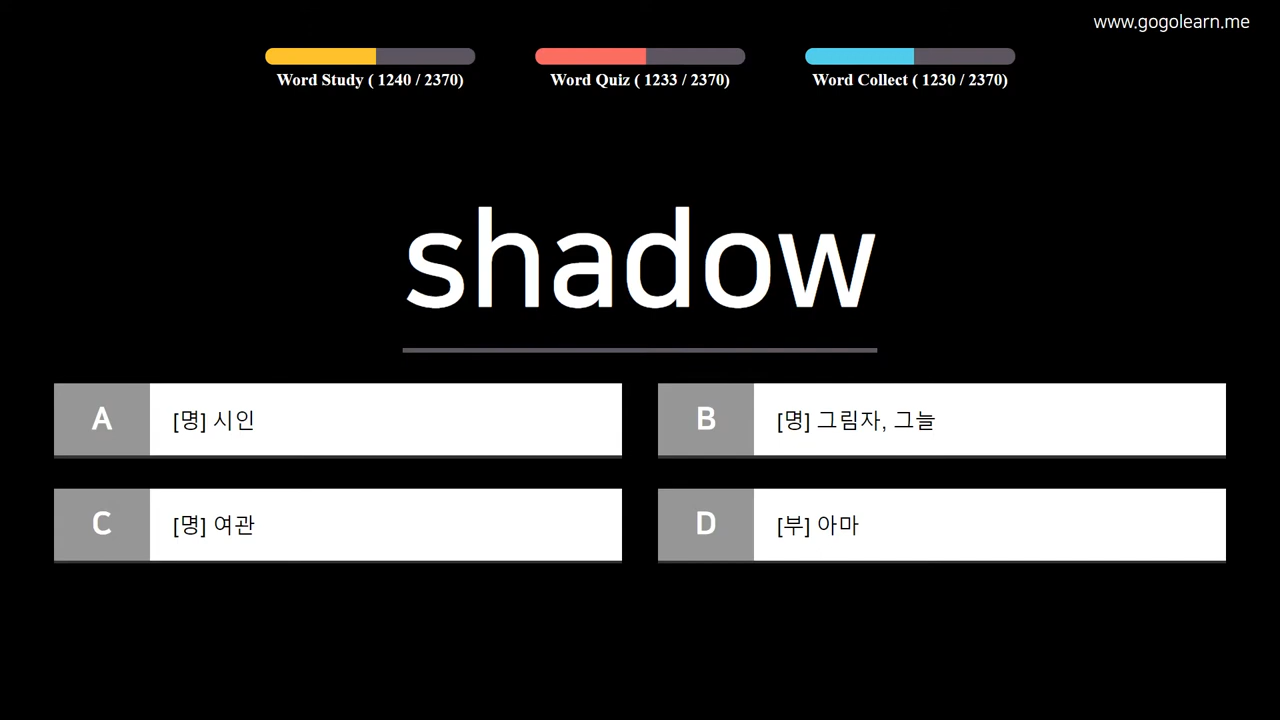 www.gogolearn.me
Word Study ( 1240 / 2370)
Word Quiz ( 1233 / 2370)
Word Collect ( 1230 / 2370)
shadow
A [명] 시인
B [명] 그림자, 그늘
C [명] 여관
D [부] 아마